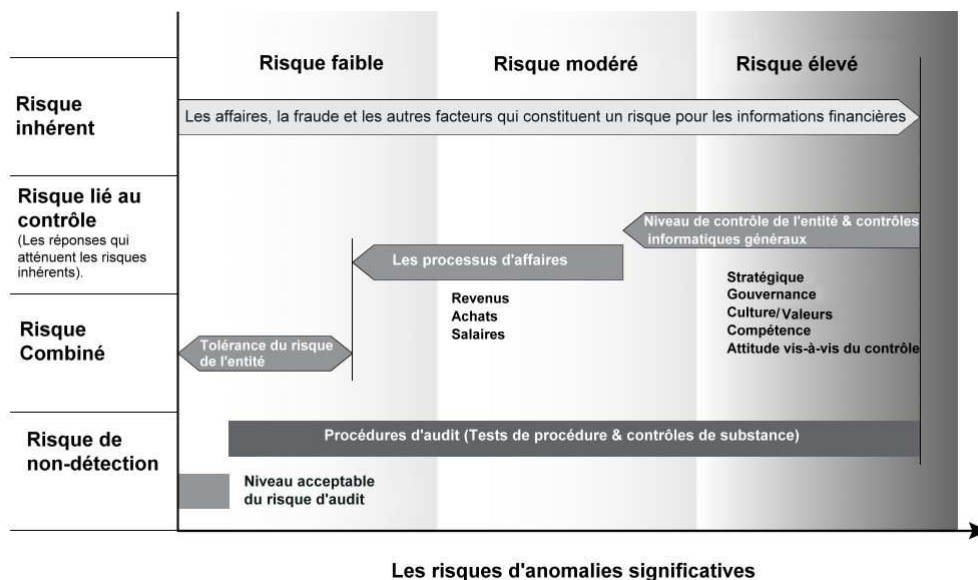 Risque faible
Risque modéré
Risque élevé
Risque
inhérent
Les affaires, la fraude et les autres facteurs qui constituent un risque pour les informations financières
Risque lié au
contrôle
(Les réponses qui
atténuent les risques
inhérents).
Niveau de contrôle de l'entité & contrôles
informatiques généraux
Les processus d'affaires
Revenus
Achats
Salaires
Stratégique
Gouvernance
Culture/Valeurs
Compétence
Attitude vis-à-vis du contrôle
Risque
Combiné
Tolérance du risque
de l'entité
Risque de
non-détection
Procédures d'audit (Tests de procédure & contrôles de substance)
Niveau acceptable
du risque d'audit
Les risques d'anomalies significatives